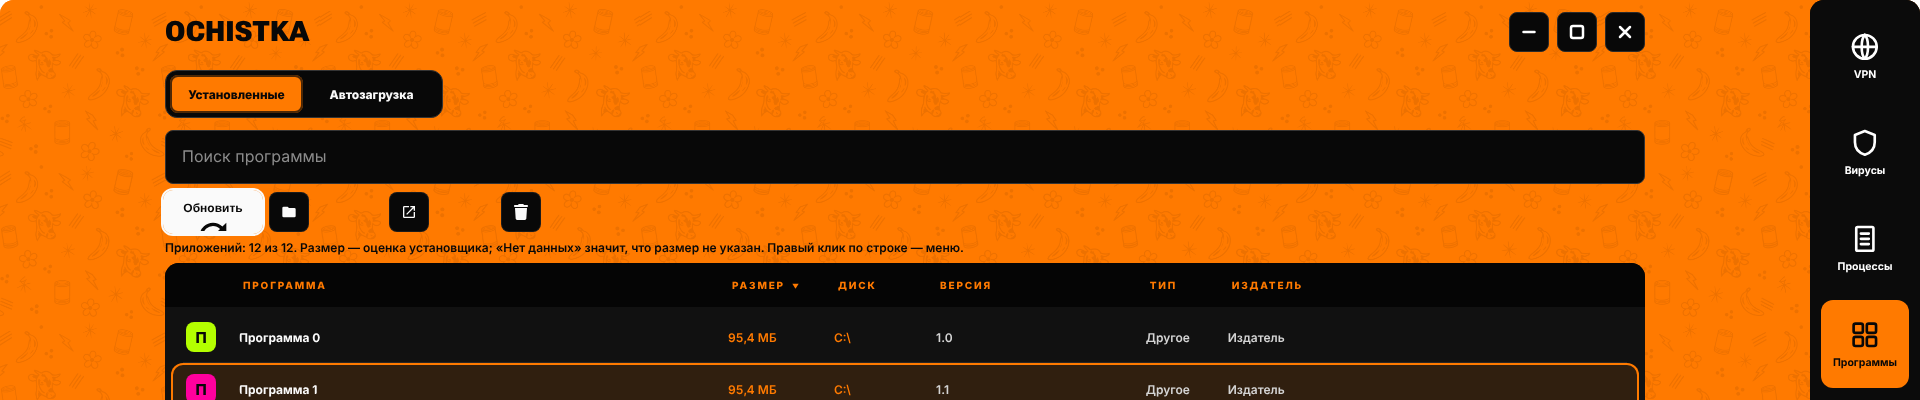 OCHISTKA
VPN
Установленные Автозагрузка
Поиск программы
Вирусы
Обновить
Приложений: 12 из 12. Размер — оценка установщика; «Нет данных» значит, что размер не указан. Правый клик по строке — меню.
Процессы
ПРОГРАММА РАЗМЕР ▼ ДИСК ВЕРСИЯ ТИП ИЗДАТЕЛЬ
П Программа 0 95,4 МБ C:\ 1.0 Другое Издатель
Программы
П Программа 1 95,4 МБ C:\ 1.1 Другое Издатель